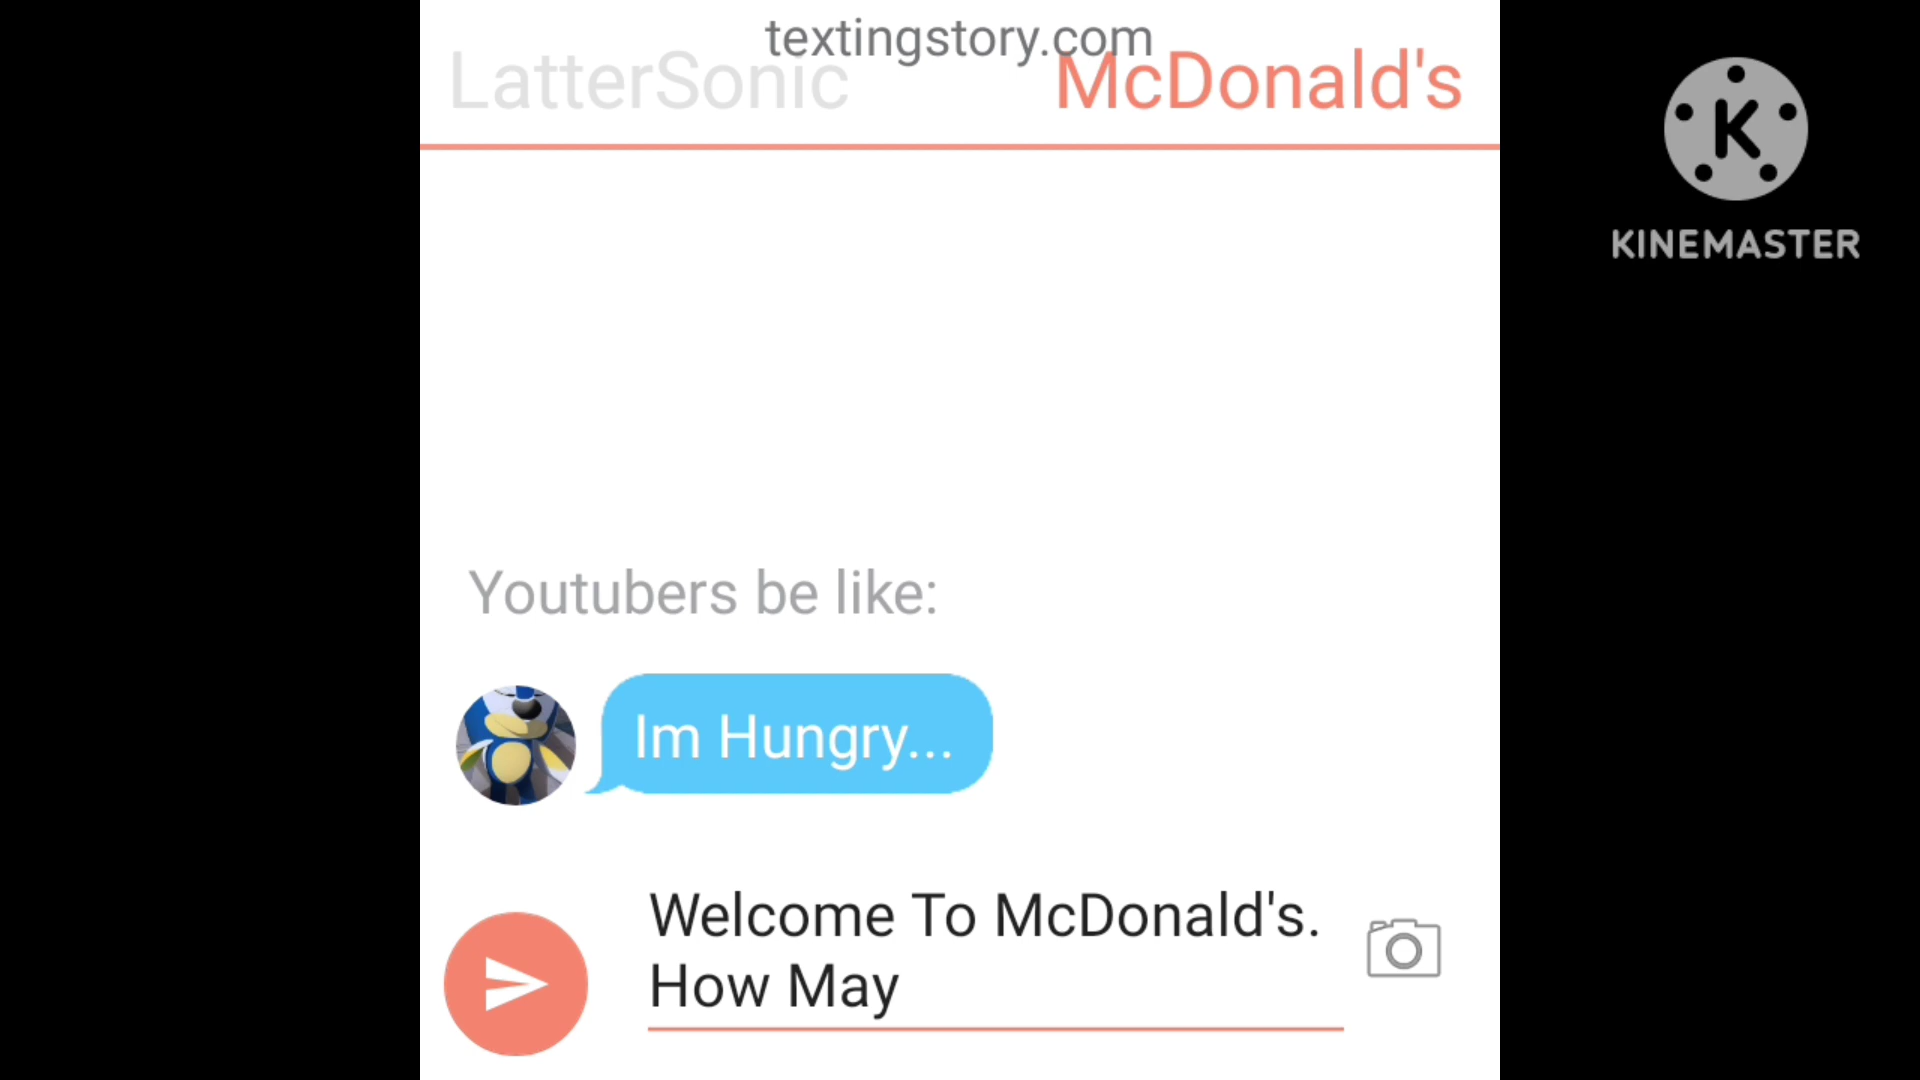 textingstory.com
LatterSonic McDonald's
K
KINEMASTER
Youtubers be like:
Im Hungry...
Welcome To McDonald's.
How May